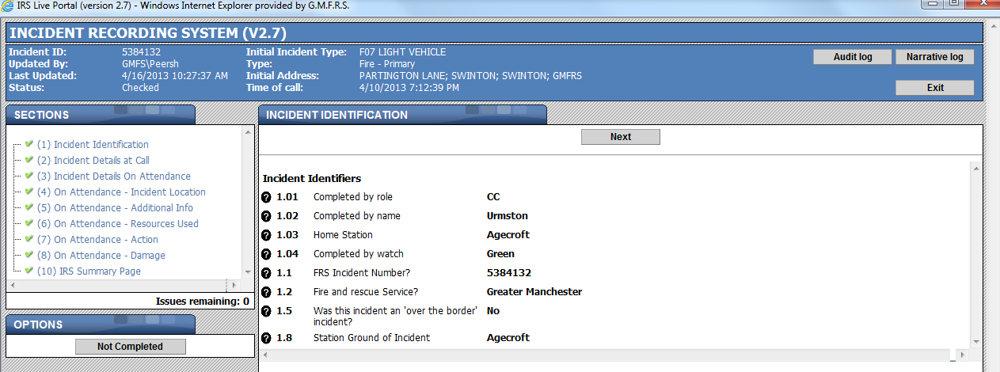 IRS Live Portal (version 2.7) - Windows Internet Explorer provided by G.M.F.R.S.
INCIDENT RECORDING SYSTEM (V2.7)
Incident ID: 5384132 Initial Incident Type: F07 LIGHT VEHICLE
Updated By: GMFS\Peersh Type: Fire - Primary
Last Updated: 4/16/2013 10:27:37 AM Initial Address: PARTINGTON LANE; SWINTON; SWINTON; GMFRS
Status: Checked Time of call: 4/10/2013 7:12:39 PM
Audit log Narrative log
Exit
SECTIONS
(1) Incident Identification
(2) Incident Details at Call
(3) Incident Details On Attendance
(4) On Attendance - Incident Location
(5) On Attendance - Additional Info
(6) On Attendance - Resources Used
(7) On Attendance - Action
(8) On Attendance - Damage
(10) IRS Summary Page
Issues remaining: 0
OPTIONS
Not Completed
INCIDENT IDENTIFICATION
Next
Incident Identifiers
? 1.01 Completed by role CC
? 1.02 Completed by name Urmston
? 1.03 Home Station Agecroft
? 1.04 Completed by watch Green
? 1.1 FRS Incident Number? 5384132
? 1.2 Fire and rescue Service? Greater Manchester
? 1.5 Was this incident an 'over the border' No
incident?
? 1.8 Station Ground of Incident Agecroft